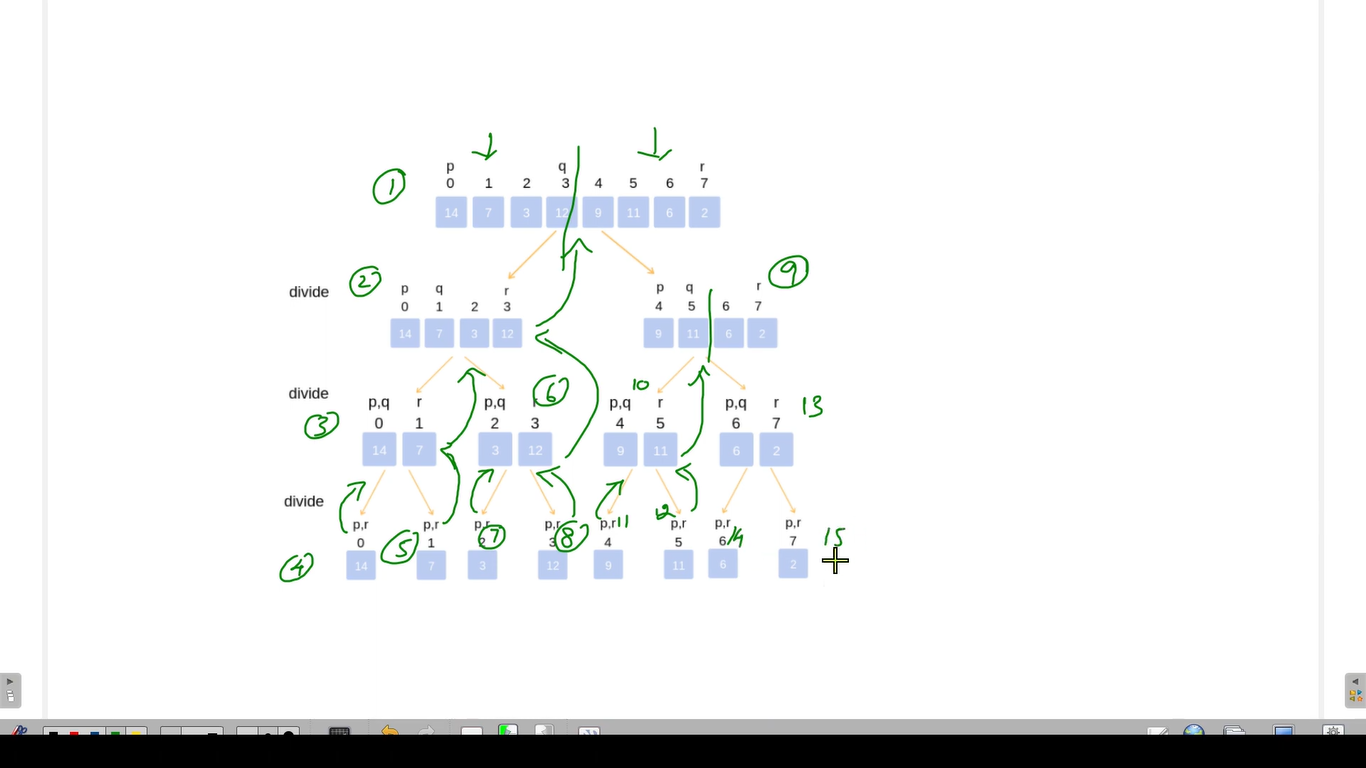 p q r
① 0 1 2 3 4 5 6 7
14 7 3 12 9 11 6 2
divide ② p q r p q r ⑨
0 1 2 3 4 5 6 7
14 7 3 12 9 11 6 2
divide ⑥ 10
p,q r p,q p,q r p,q r 13
③ 0 1 2 3 4 5 6 7
14 7 3 12 9 11 6 2
divide
p,r p,r p,r p,r p,r 11 12 p,r p,r p,r
0 ⑤ 1 2 ⑦ 3 ⑧ 4 5 6 14 7 15
④ 14 7 3 12 9 11 6 2